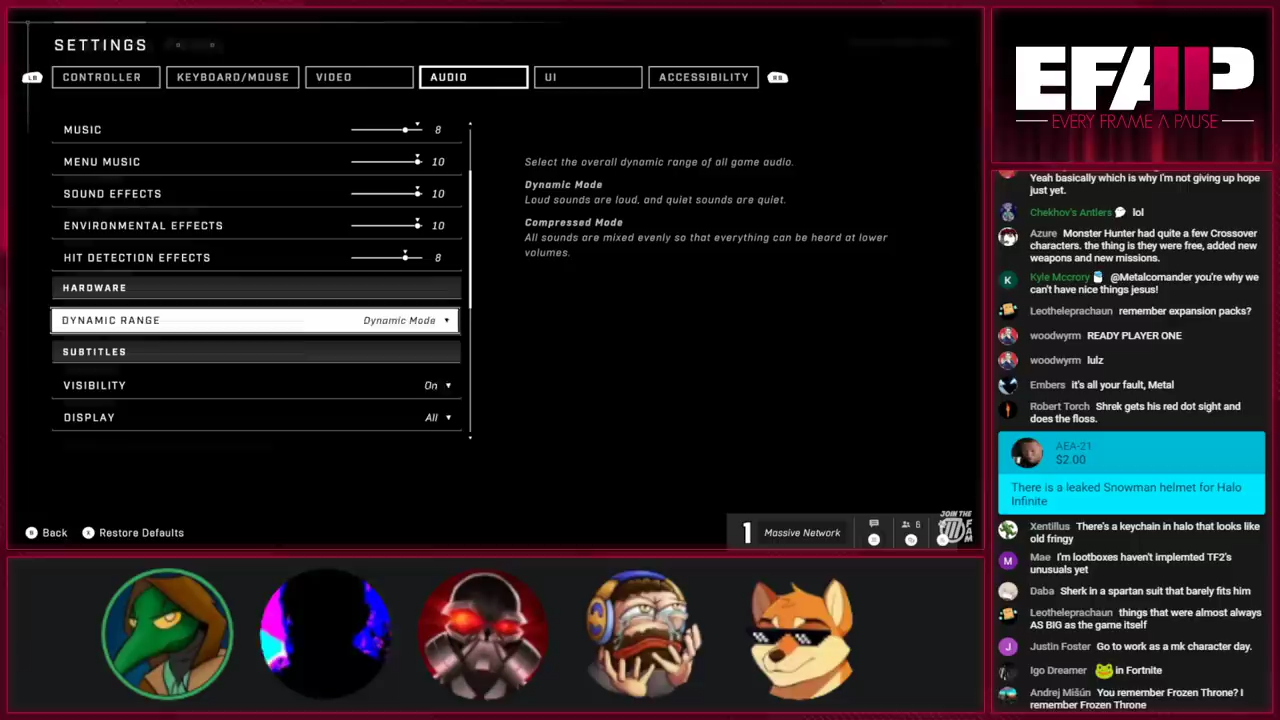 SETTINGS
LB
CONTROLLER
KEYBOARD/MOUSE
VIDEO
AUDIO
UI
ACCESSIBILITY
RB
MUSIC 8
MENU MUSIC 10
SOUND EFFECTS 10
ENVIRONMENTAL EFFECTS 10
HIT DETECTION EFFECTS 8
HARDWARE
DYNAMIC RANGE Dynamic Mode
SUBTITLES
VISIBILITY On
DISPLAY All
Select the overall dynamic range of all game audio.
Dynamic Mode
Loud sounds are loud, and quiet sounds are quiet.
Compressed Mode
All sounds are mixed evenly so that everything can be heard at lower
volumes.
B Back
X Restore Defaults
1 Massive Network
6
JOIN THE
FAM
EFAP
EVERY FRAME A PAUSE
Yeah basically which is why I'm not giving up hope
just yet.
Chekhov's Antlers lol
Azure Monster Hunter had quite a few Crossover
characters. the thing is they were free, added new
weapons and new missions.
K
Kyle Mccrory @Metalcomander you're why we
can't have nice things jesus!
Leotheleprachaun remember expansion packs?
woodwyrm READY PLAYER ONE
woodwyrm lulz
Embers it's all your fault, Metal
Robert Torch Shrek gets his red dot sight and
does the floss.
AEA-21
$2.00
There is a leaked Snowman helmet for Halo
Infinite
Xentillus There's a keychain in halo that looks like
old fringy
M
Mae I'm lootboxes haven't implemnted TF2's
unusuals yet
Daba Sherk in a spartan suit that barely fits him
Leotheleprachaun things that were almost always
AS BIG as the game itself
J
Justin Foster Go to work as a mk character day.
Igo Dreamer 🐸 in Fortnite
Andrej Mišún You remember Frozen Throne? I
remember Frozen Throne